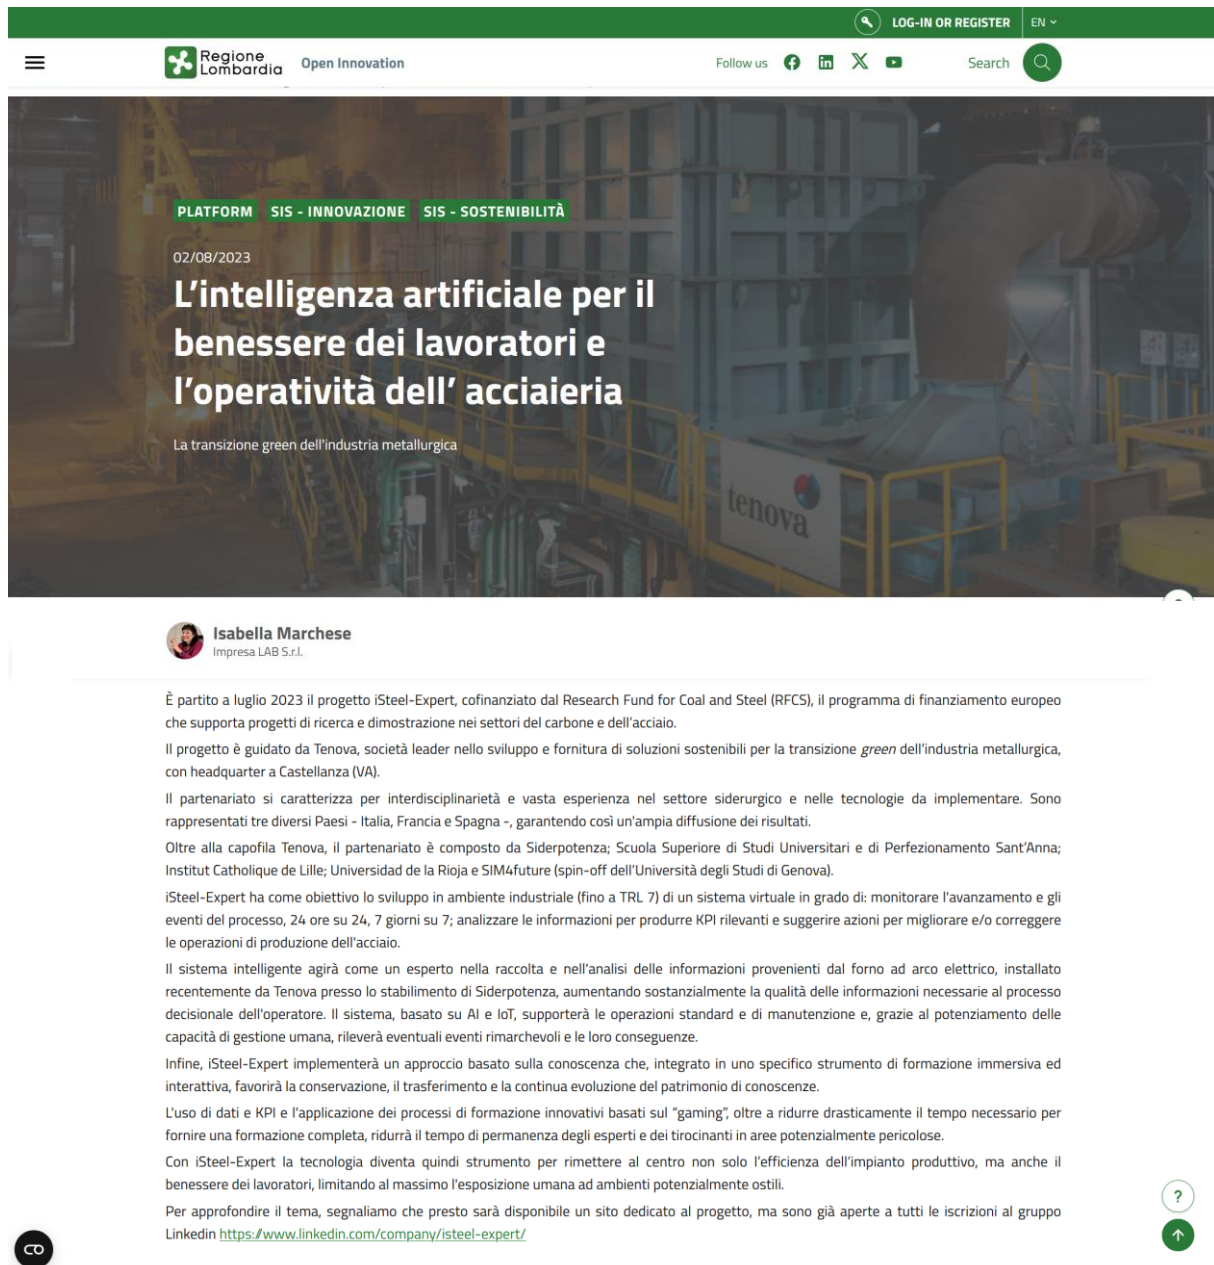 LOG-IN OR REGISTER
EN
Regione
Lombardia
Open Innovation
Follow us
Search
PLATFORM
SIS - INNOVAZIONE
SIS - SOSTENIBILITÀ
02/08/2023
L’intelligenza artificiale per il
benessere dei lavoratori e
l’operatività dell’ acciaieria
La transizione green dell'industria metallurgica
tenova
Isabella Marchese
Impresa LAB S.r.l.
È partito a luglio 2023 il progetto iSteel-Expert, cofinanziato dal Research Fund for Coal and Steel (RFCS), il programma di finanziamento europeo
che supporta progetti di ricerca e dimostrazione nei settori del carbone e dell’acciaio.
Il progetto è guidato da Tenova, società leader nello sviluppo e fornitura di soluzioni sostenibili per la transizione green dell’industria metallurgica,
con headquarter a Castellanza (VA).
Il partenariato si caratterizza per interdisciplinarietà e vasta esperienza nel settore siderurgico e nelle tecnologie da implementare. Sono
rappresentati tre diversi Paesi - Italia, Francia e Spagna -, garantendo così un'ampia diffusione dei risultati.
Oltre alla capofila Tenova, il partenariato è composto da Siderpotenza; Scuola Superiore di Studi Universitari e di Perfezionamento Sant’Anna;
Institut Catholique de Lille; Universidad de la Rioja e SIM4future (spin-off dell’Università degli Studi di Genova).
iSteel-Expert ha come obiettivo lo sviluppo in ambiente industriale (fino a TRL 7) di un sistema virtuale in grado di: monitorare l'avanzamento e gli
eventi del processo, 24 ore su 24, 7 giorni su 7; analizzare le informazioni per produrre KPI rilevanti e suggerire azioni per migliorare e/o correggere
le operazioni di produzione dell'acciaio.
Il sistema intelligente agirà come un esperto nella raccolta e nell'analisi delle informazioni provenienti dal forno ad arco elettrico, installato
recentemente da Tenova presso lo stabilimento di Siderpotenza, aumentando sostanzialmente la qualità delle informazioni necessarie al processo
decisionale dell'operatore. Il sistema, basato su AI e IoT, supporterà le operazioni standard e di manutenzione e, grazie al potenziamento delle
capacità di gestione umana, rileverà eventuali eventi rimarchevoli e le loro conseguenze.
Infine, iSteel-Expert implementerà un approccio basato sulla conoscenza che, integrato in uno specifico strumento di formazione immersiva ed
interattiva, favorirà la conservazione, il trasferimento e la continua evoluzione del patrimonio di conoscenze.
L'uso di dati e KPI e l'applicazione dei processi di formazione innovativi basati sul “gaming”, oltre a ridurre drasticamente il tempo necessario per
fornire una formazione completa, ridurrà il tempo di permanenza degli esperti e dei tirocinanti in aree potenzialmente pericolose.
Con iSteel-Expert la tecnologia diventa quindi strumento per rimettere al centro non solo l’efficienza dell’impianto produttivo, ma anche il
benessere dei lavoratori, limitando al massimo l'esposizione umana ad ambienti potenzialmente ostili.
Per approfondire il tema, segnaliamo che presto sarà disponibile un sito dedicato al progetto, ma sono già aperte a tutti le iscrizioni al gruppo
Linkedin https://www.linkedin.com/company/isteel-expert/
?